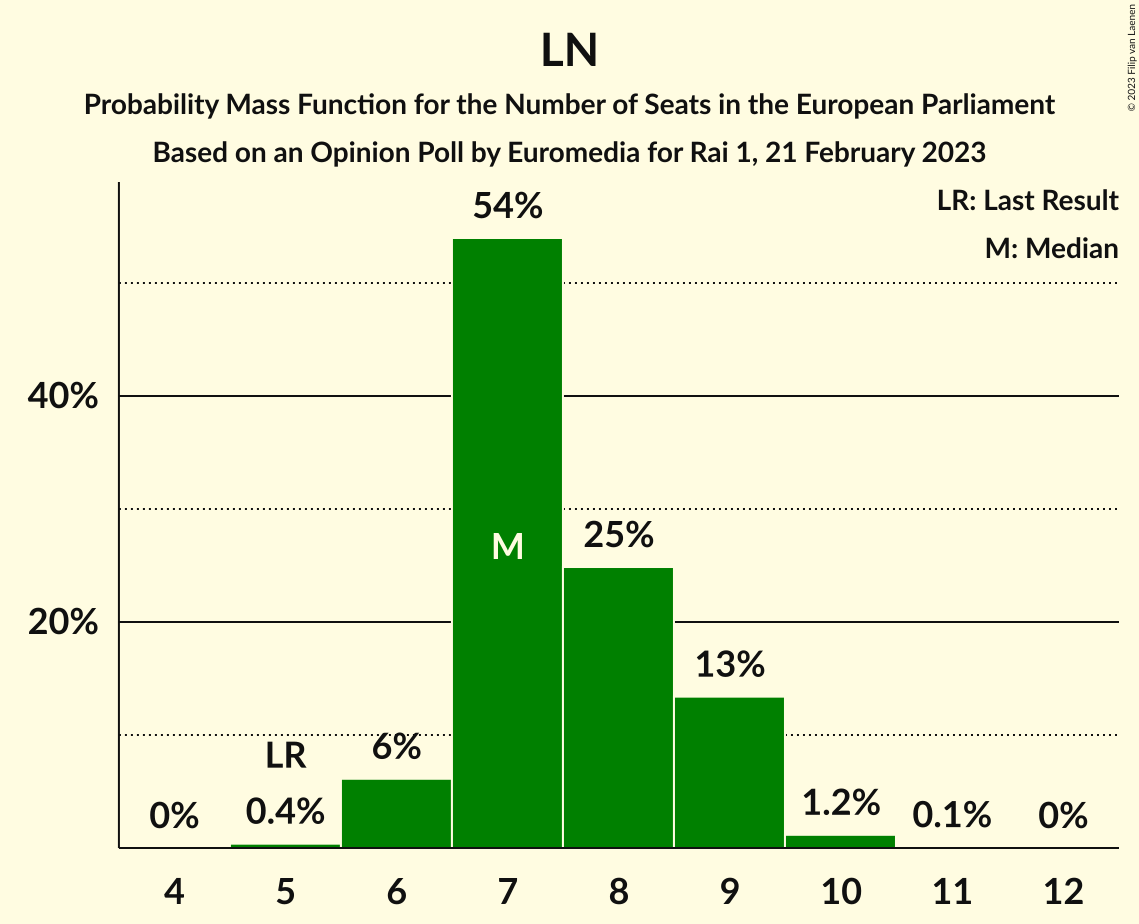 LN
Probability Mass Function for the Number of Seats in the European Parliament
Based on an Opinion Poll by Euromedia for Rai 1, 21 February 2023
© 2023 Filip van Laenen
LR: Last Result
M: Median
54%
40%
M
25%
20%
13%
LR
6%
0%
0.4%
1.2%
0.1%
0%
4 5 6 7 8 9 10 11 12